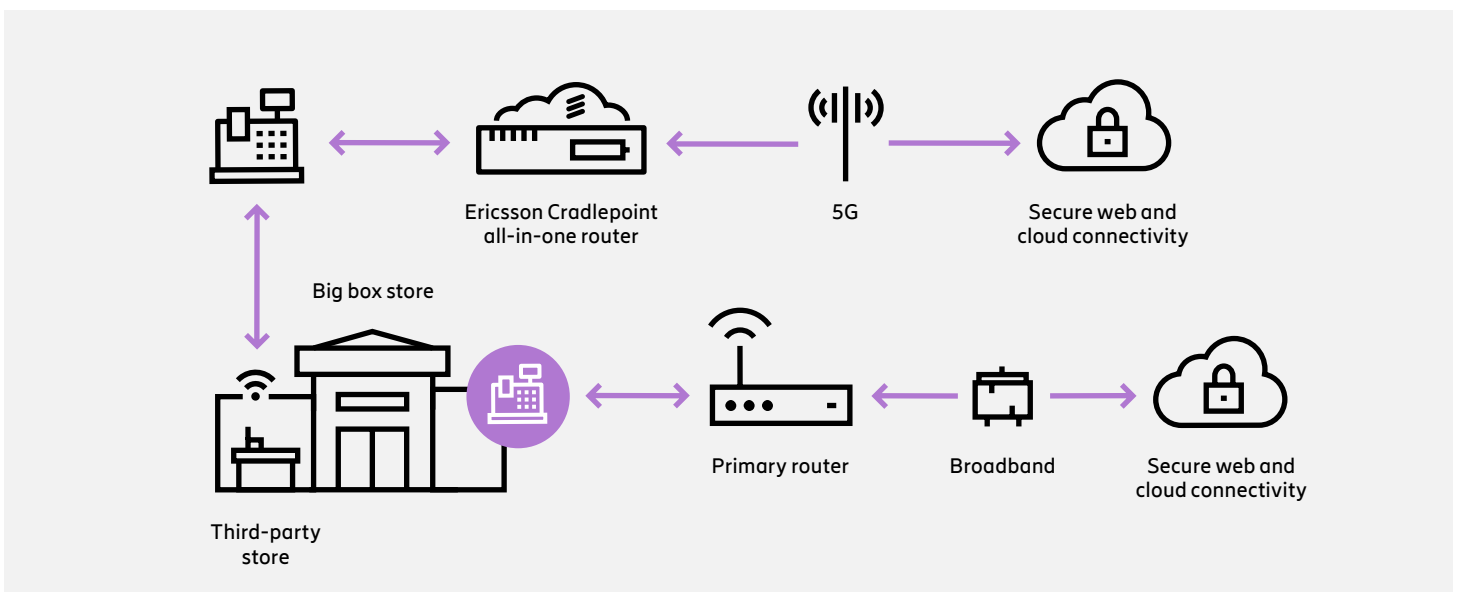 Ericsson Cradlepoint
all-in-one router
5G
Secure web and
cloud connectivity
Big box store
Primary router
Broadband
Secure web and
cloud connectivity
Third-party
store